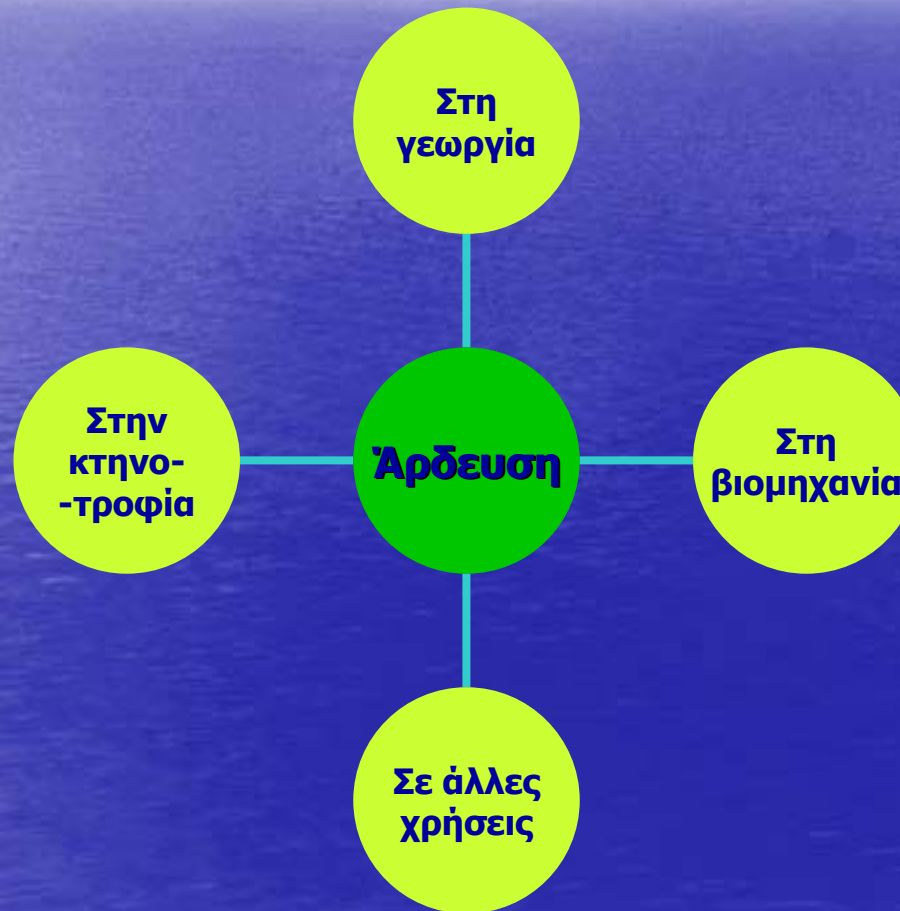 Στη
γεωργία
Στην
κτηνο-
-τροφία
Άρδευση
Στη
βιομηχανία
Σε άλλες
χρήσεις